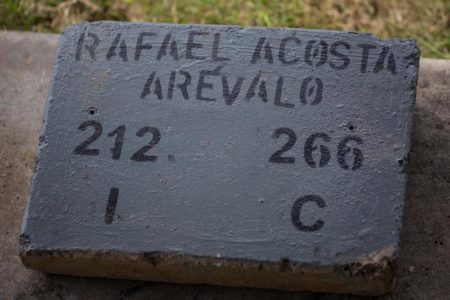 RAFAEL ACOSTA
ARÉVALO
212. 266
I C